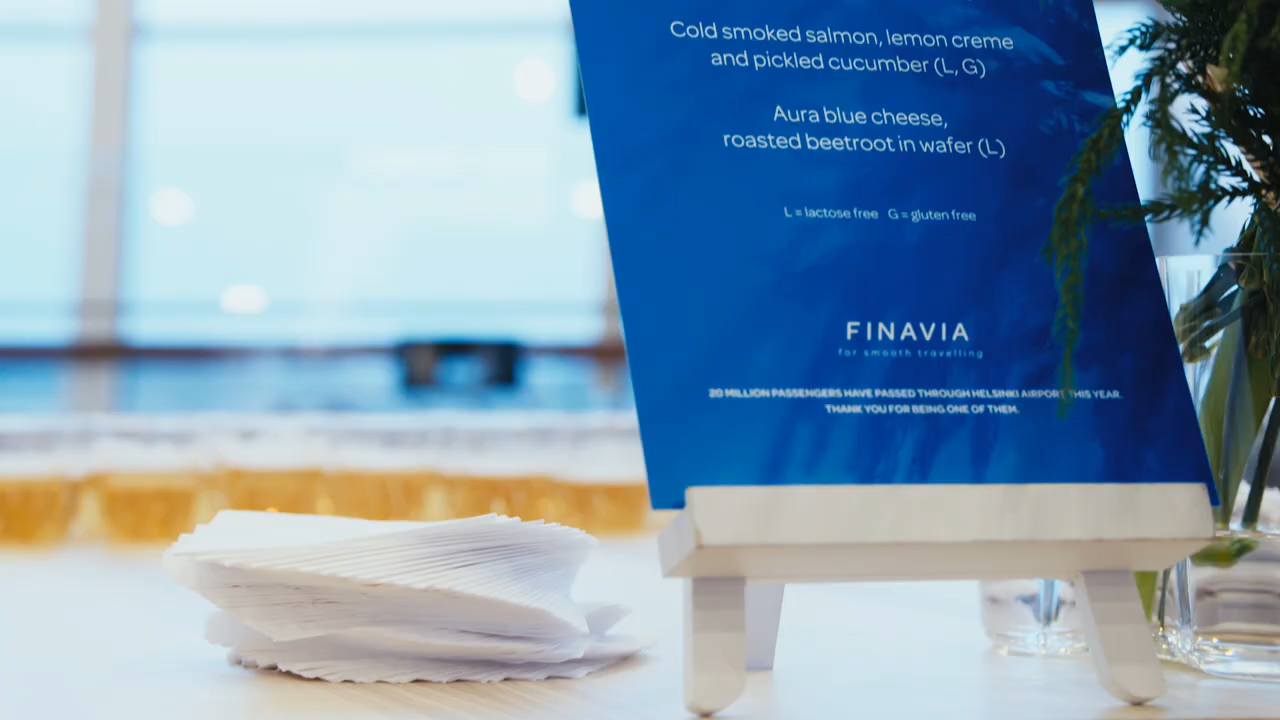 Cold smoked salmon, lemon creme
and pickled cucumber (L, G)
Aura blue cheese,
roasted beetroot in wafer (L)
L = lactose free G = gluten free
FINAVIA
for smooth travelling
20 MILLION PASSENGERS HAVE PASSED THROUGH HELSINKI AIRPORT THIS YEAR.
THANK YOU FOR BEING ONE OF THEM.